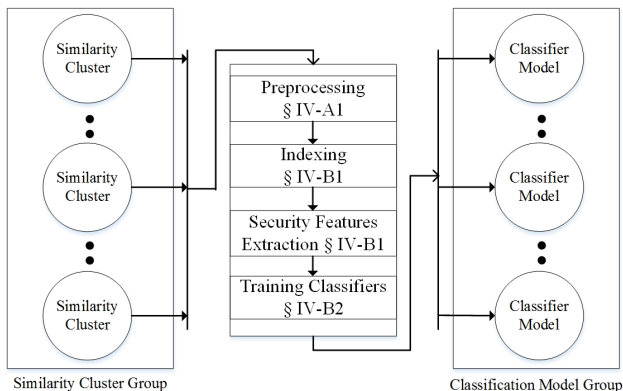 Similarity
Cluster
Similarity
Cluster
Similarity
Cluster
Similarity Cluster Group
Preprocessing
§ IV-A1
Indexing
§ IV-B1
Security Features
Extraction § IV-B1
Training Classifiers
§ IV-B2
Classifier
Model
Classifier
Model
Classifier
Model
Classification Model Group